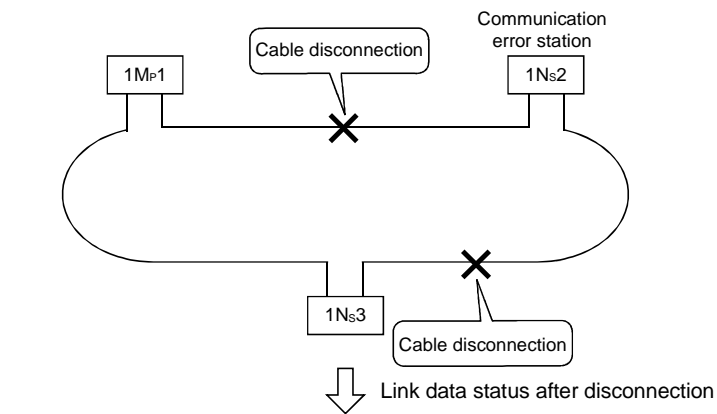 Communication
error station
Cable disconnection
1MP1
1NS2
1NS3
Cable disconnection
Link data status after disconnection